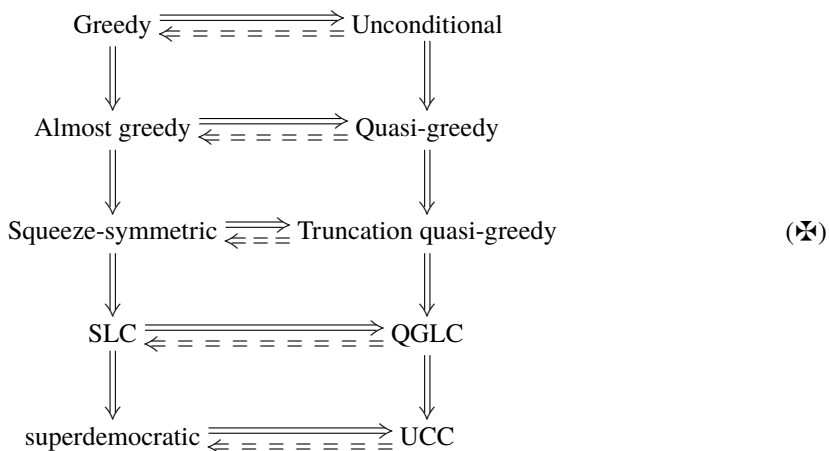 Greedy Unconditional
Almost greedy Quasi-greedy
Squeeze-symmetric Truncation quasi-greedy (✠)
SLC QGLC
superdemocratic UCC